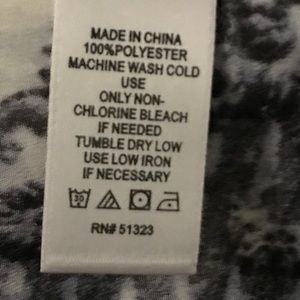 MADE IN CHINA
100%POLYESTER
MACHINE WASH COLD
USE
ONLY NON-
CHLORINE BLEACH
IF NEEDED
TUMBLE DRY LOW
USE LOW IRON
IF NECESSARY
30
RN# 51323